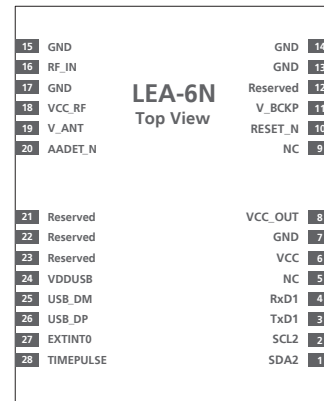 15 GND GND 14
16 RF_IN GND 13
17 GND Reserved 12
LEA-6N
18 VCC_RF V_BCKP 11
Top View
19 V_ANT RESET_N 10
20 AADET_N NC 9
21 Reserved VCC_OUT 8
22 Reserved GND 7
23 Reserved VCC 6
24 VDDUSB NC 5
25 USB_DM RxD1 4
26 USB_DP TxD1 3
27 EXTINT0 SCL2 2
28 TIMEPULSE SDA2 1